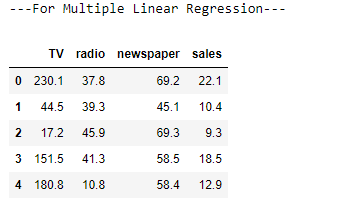 ---For Multiple Linear Regression---
TV radio newspaper sales
0 230.1 37.8 69.2 22.1
1 44.5 39.3 45.1 10.4
2 17.2 45.9 69.3 9.3
3 151.5 41.3 58.5 18.5
4 180.8 10.8 58.4 12.9